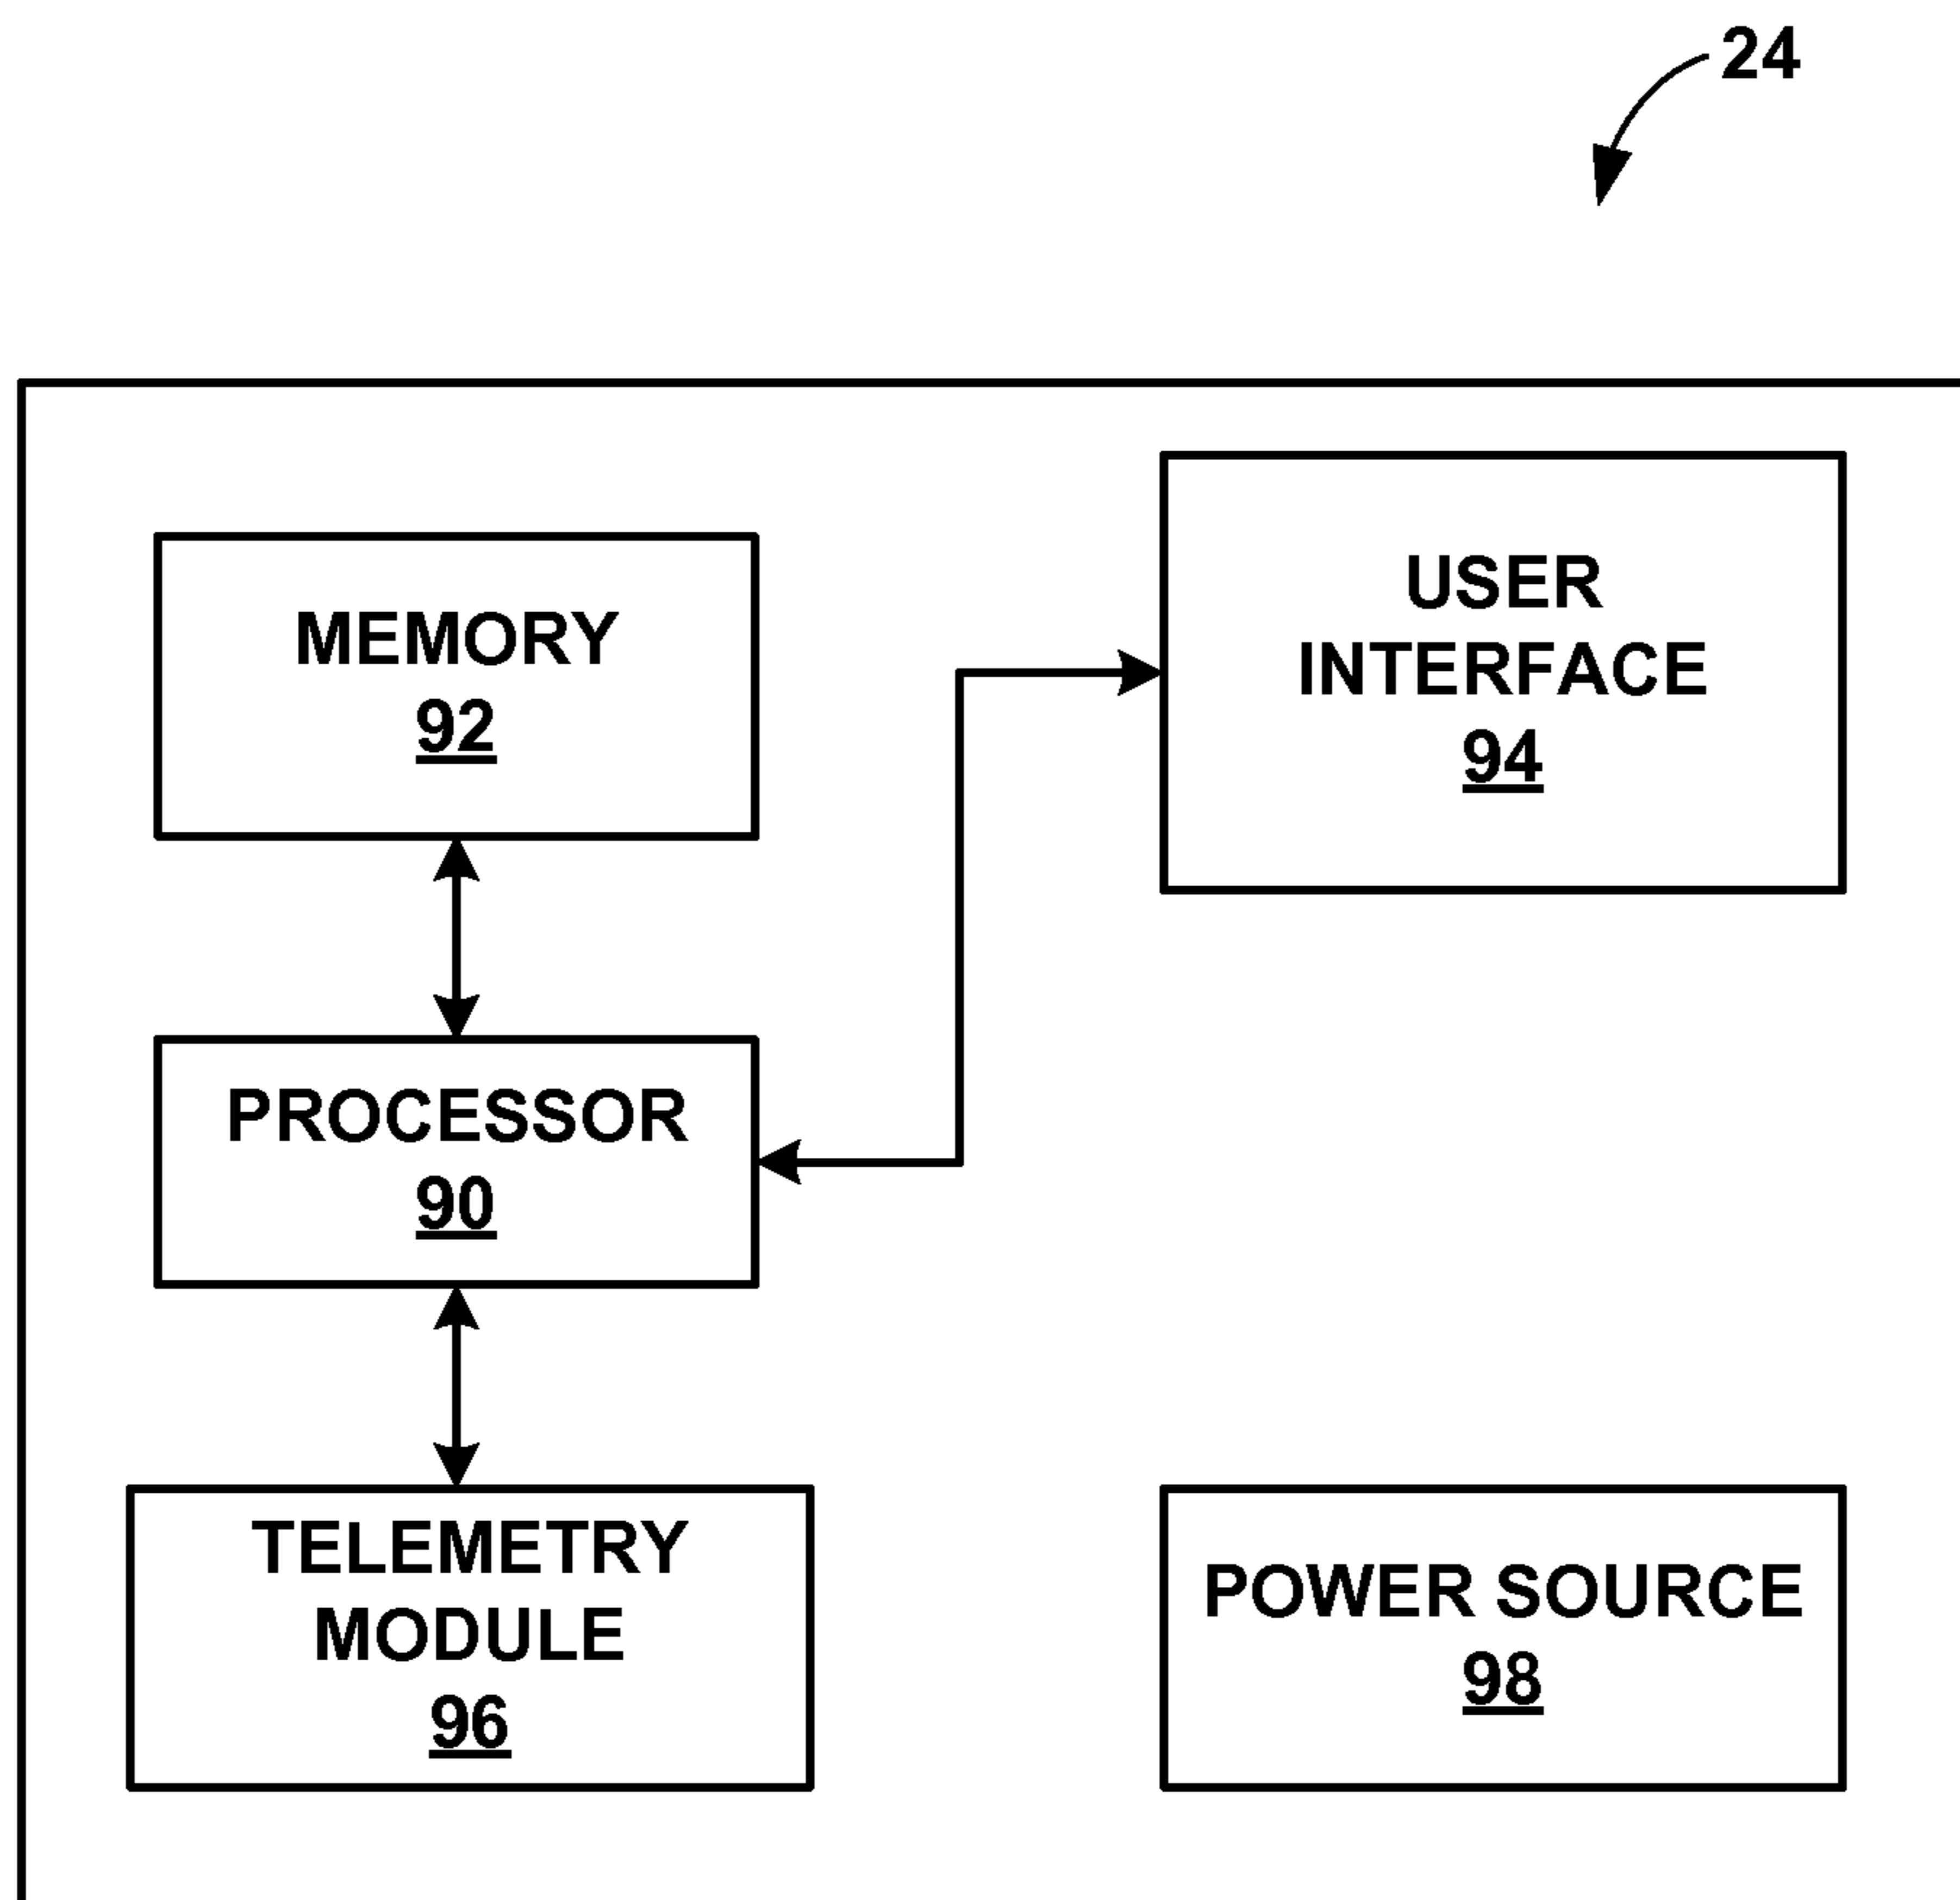 24
MEMORY
92
USER
INTERFACE
94
PROCESSOR
90
TELEMETRY
MODULE
96
POWER SOURCE
98